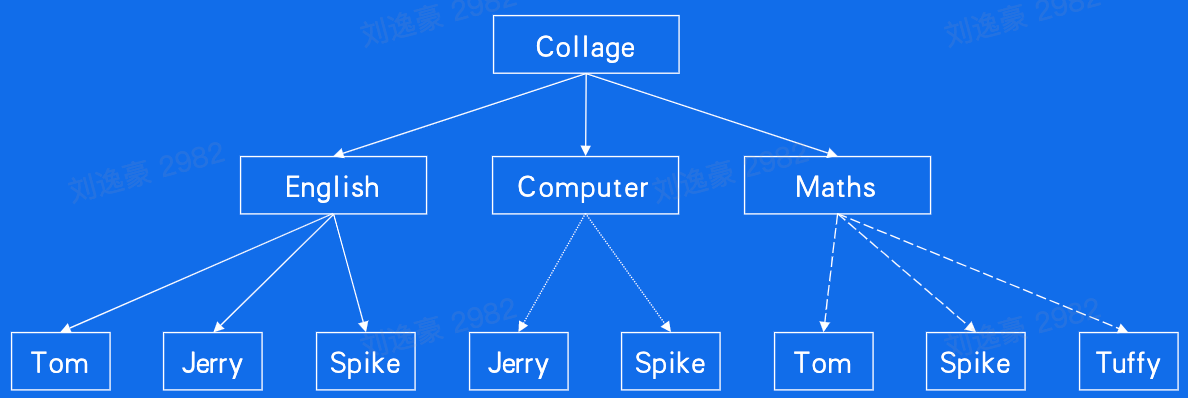 刘逸豪 2982
刘逸豪 2982
Collage
刘逸豪 2982
刘逸豪 2982
English
Computer
Maths
刘逸豪 2982
刘逸豪 2982
Tom
Jerry
Spike
Jerry
Spike
Tom
Spike
Tuffy